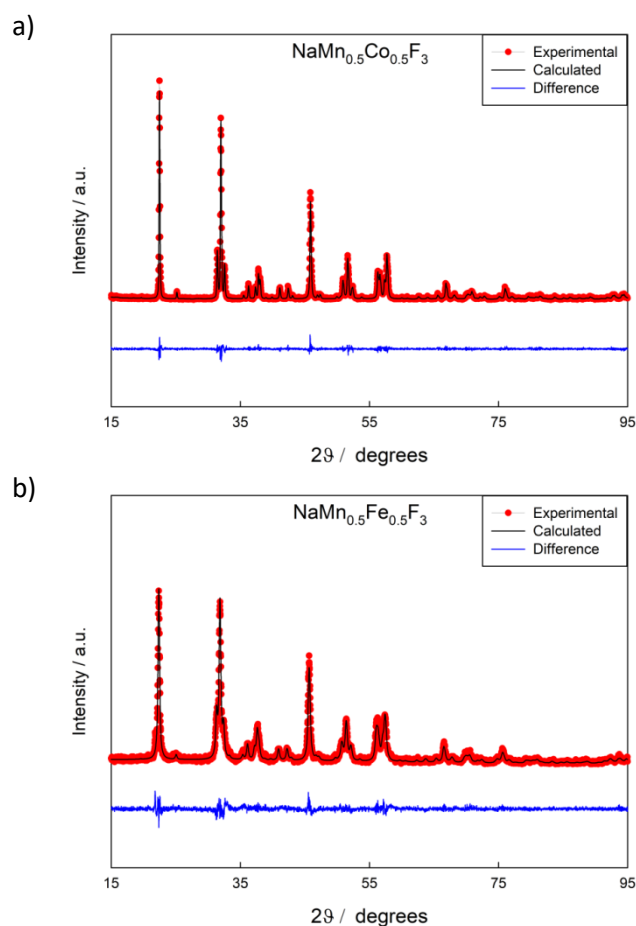 a)
NaMn0.5Co0.5F3
Experimental
Calculated
Difference
Intensity / a.u.
15 35 55 75 95
2ϑ / degrees
b)
NaMn0.5Fe0.5F3
Experimental
Calculated
Difference
Intensity / a.u.
15 35 55 75 95
2ϑ / degrees